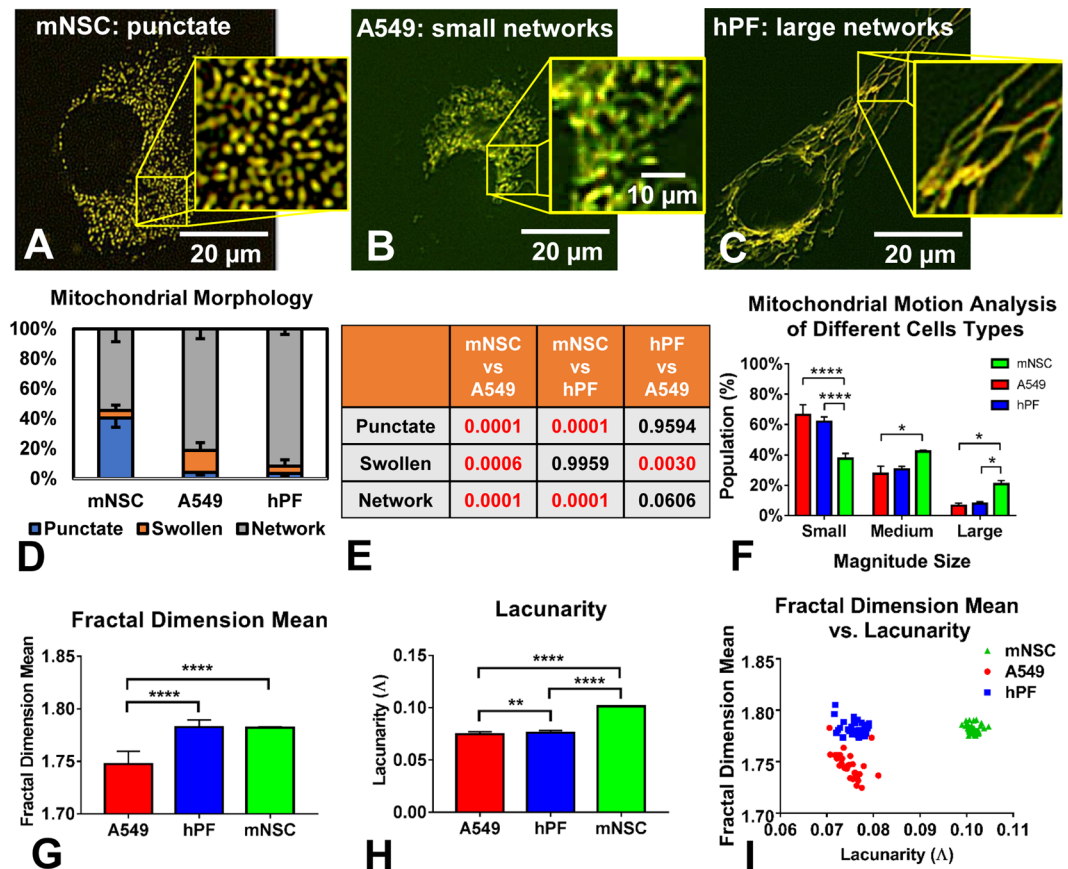 mNSC: punctate
20 µm
A
A549: small networks
10 µm
20 µm
B
hPF: large networks
20 µm
C
Mitochondrial Morphology
100%
80%
60%
40%
20%
0%
mNSC A549 hPF
Punctate Swollen Network
D
mNSC vs A549
mNSC vs hPF
hPF vs A549
Punctate 0.0001 0.0001 0.9594
Swollen 0.0006 0.9959 0.0030
Network 0.0001 0.0001 0.0606
E
Mitochondrial Motion Analysis
of Different Cells Types
Population (%)
100%
80%
60%
40%
20%
0%
****
****
*
*
*
mNSC
A549
hPF
Small Medium Large
Magnitude Size
F
Fractal Dimension Mean
Fractal Dimension Mean
1.85
1.80
1.75
1.70
****
****
A549 hPF mNSC
G
Lacunarity
Lacunarity (Λ)
0.15
0.10
0.05
0.00
****
****
**
A549 hPF mNSC
H
Fractal Dimension Mean
vs. Lacunarity
mNSC
A549
hPF
Fractal Dimension Mean
1.85
1.80
1.75
1.70
0.06 0.07 0.08 0.09 0.10 0.11
Lacunarity (Λ)
I